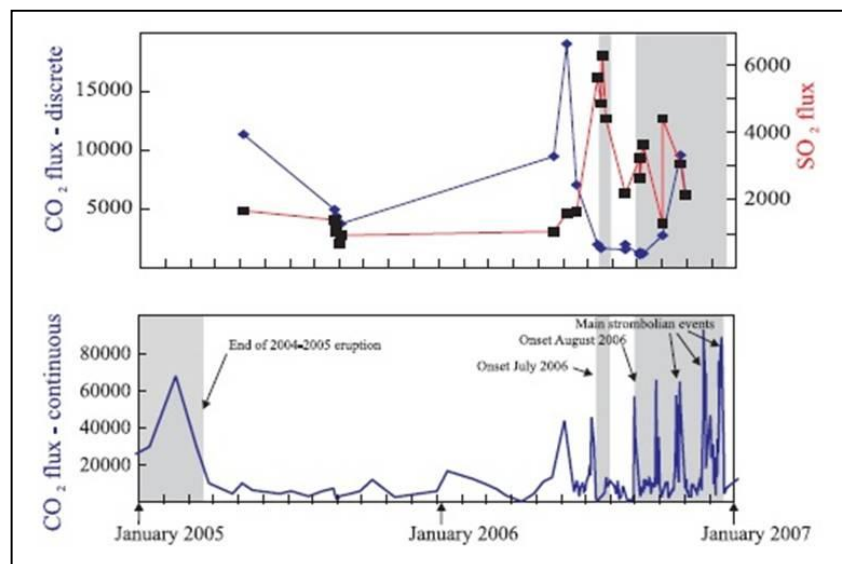 CO2 flux - discrete
15000
10000
5000
6000
4000
2000
SO2 flux
CO2 flux - continuous
80000
60000
40000
20000
End of 2004-2005 eruption
Main strombolian events
Onset August 2006
Onset July 2006
January 2005
January 2006
January 2007